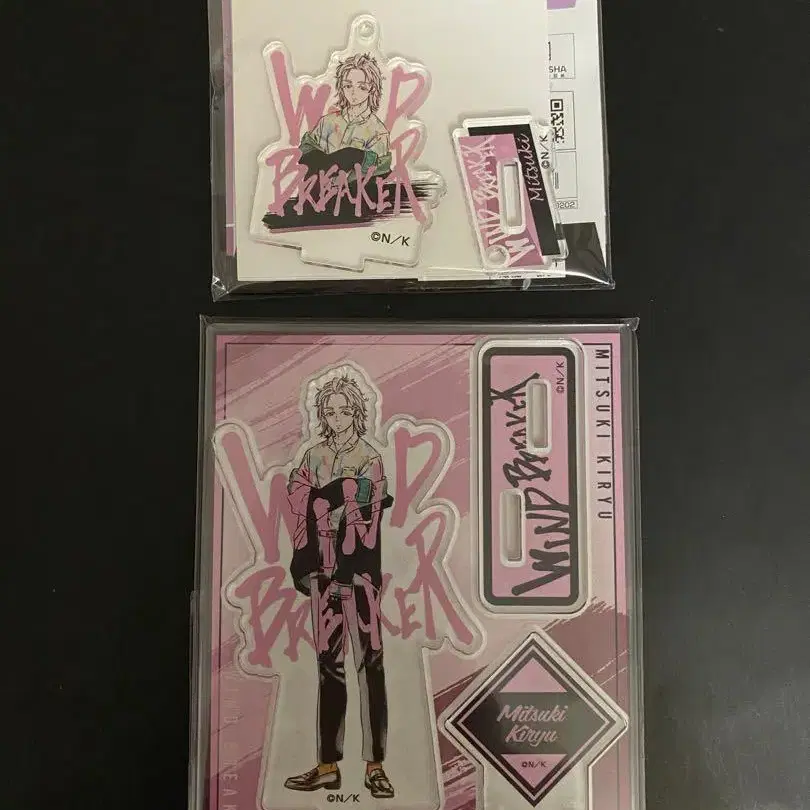 WIND
BREAKER
©N/K
WIND BREAKER
Mitsuki
©N/K
SHA
MITSUKI KIRYU
WIND
BREAKER
©N/K
WIND BREAKER
©N/K
Mitsuki
Kiryu
©N/K